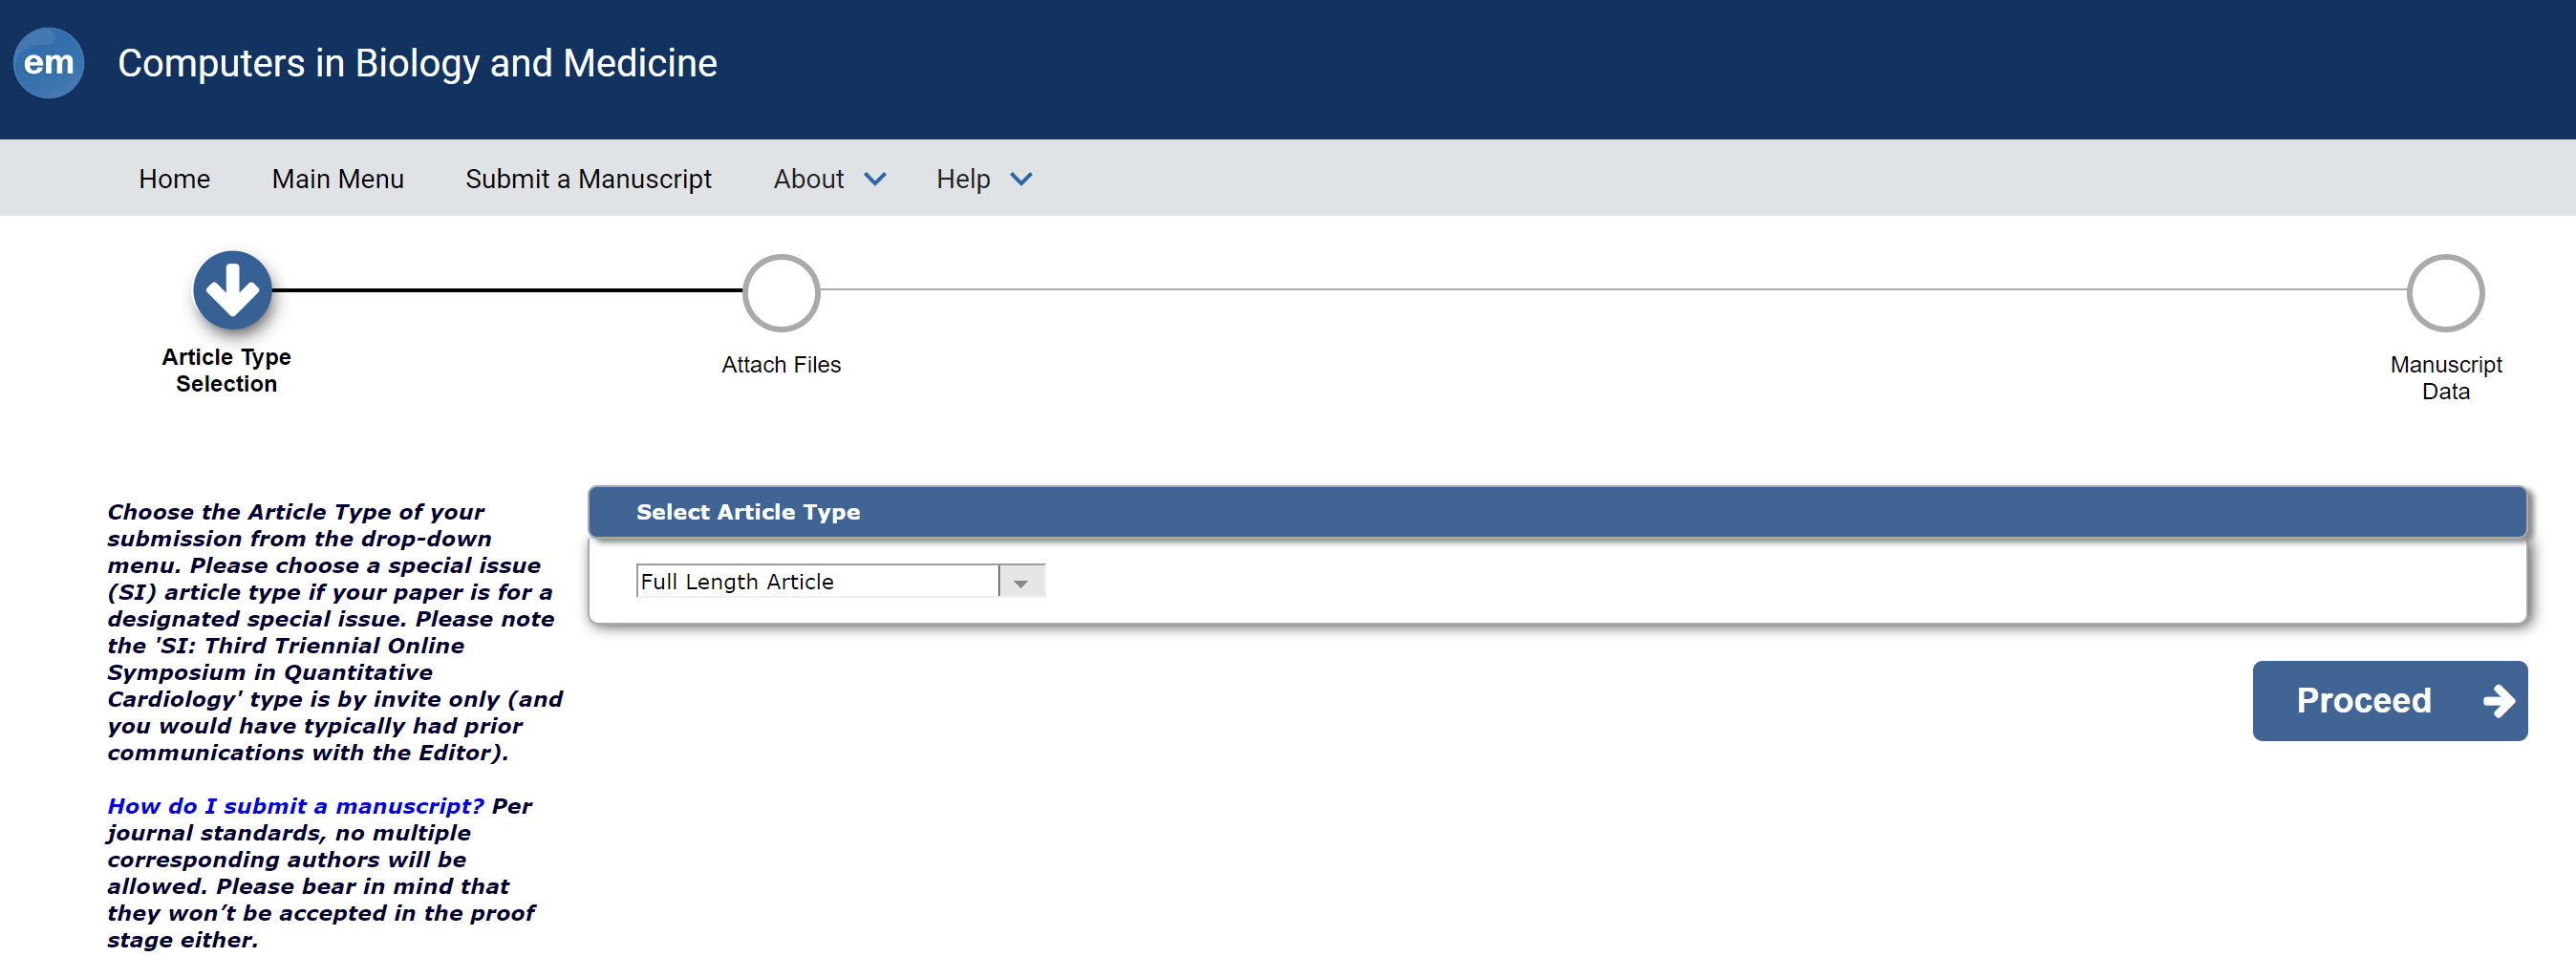 em Computers in Biology and Medicine
Home Main Menu Submit a Manuscript About Help
Article Type
Selection
Attach Files
Manuscript
Data
Choose the Article Type of your
submission from the drop-down
menu. Please choose a special issue
(SI) article type if your paper is for a
designated special issue. Please note
the 'SI: Third Triennial Online
Symposium in Quantitative
Cardiology' type is by invite only (and
you would have typically had prior
communications with the Editor).
How do I submit a manuscript? Per
journal standards, no multiple
corresponding authors will be
allowed. Please bear in mind that
they won’t be accepted in the proof
stage either.
Select Article Type
Full Length Article
Proceed